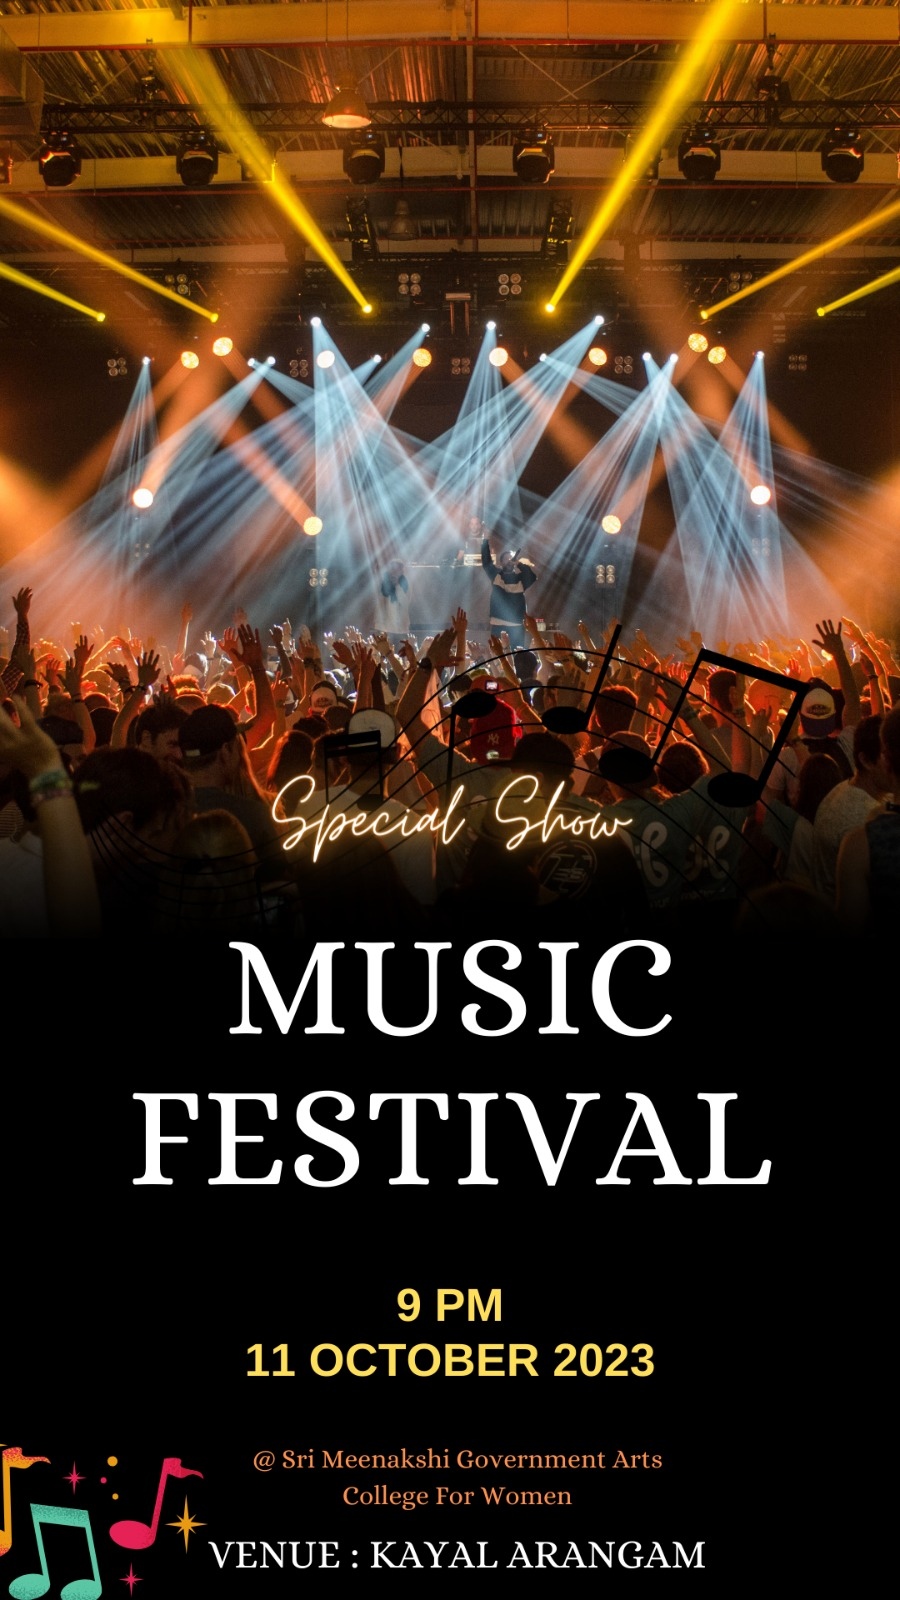 Special Show
MUSIC
FESTIVAL
9 PM
11 OCTOBER 2023
@ Sri Meenakshi Government Arts
College For Women
VENUE : KAYAL ARANGAM